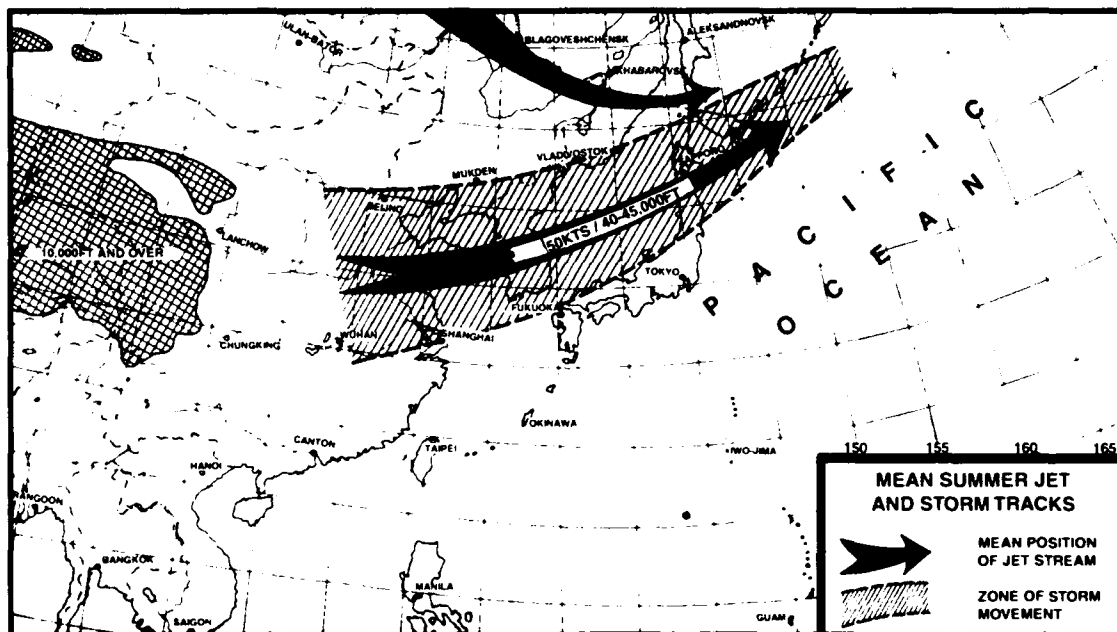 ULAN-BATOR
BLAGOVESHCHENSK
ALEKSAHDNOVSK
KHABAROVSK
VLADIVOSTOK
MUKDEN
LANCHOW
10,000FT AND OVER
50KTS / 40-45,000FT
TOKYO
FUKUOKA
PACIFIC
OCEAN
WUHAN
SHANGHAI
CHUNGKING
OKINAWA
CANTON
TAIPEI
IWO-JIMA
HANOI
RANGOON
BANGKOK
MANILA
SAIGON
GUAM
150 155 160 165
MEAN SUMMER JET
AND STORM TRACKS
MEAN POSITION
OF JET STREAM
ZONE OF STORM
MOVEMENT